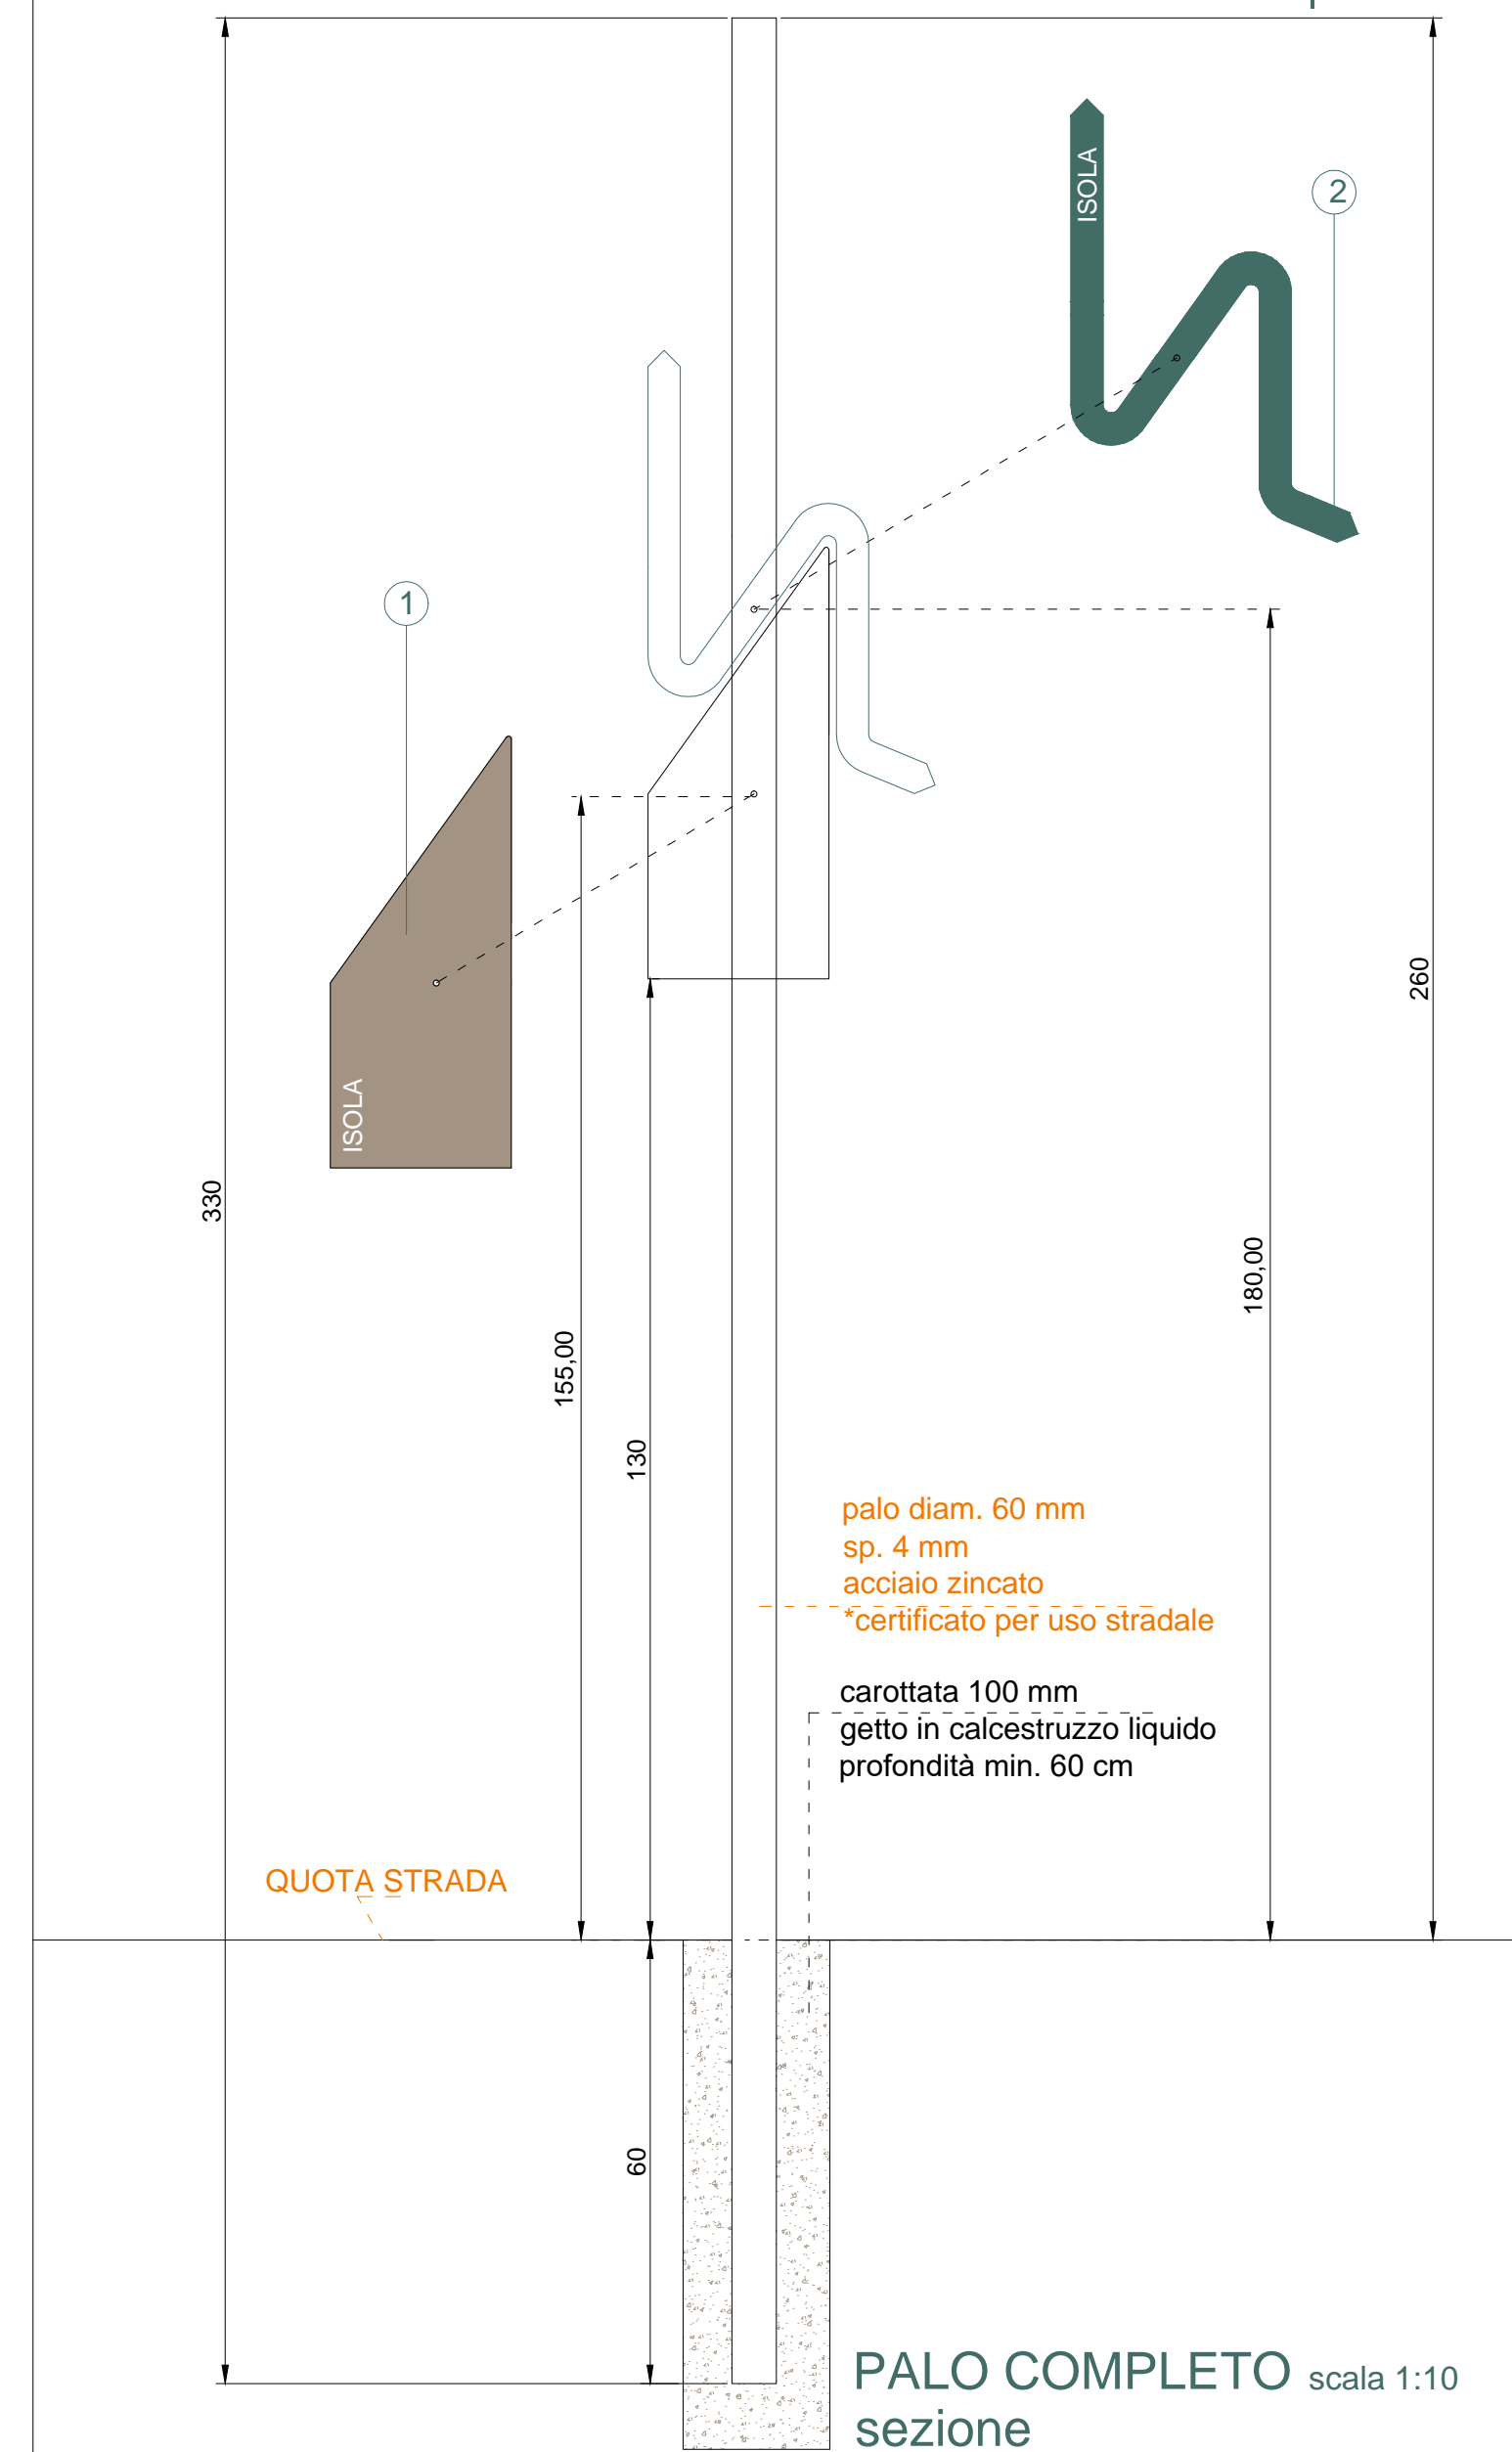 ISOLA
2
1
260
ISOLA
330
180,00
155,00
130
palo diam. 60 mm
sp. 4 mm
acciaio zincato
*certificato per uso stradale
carottata 100 mm
getto in calcestruzzo liquido
profondità min. 60 cm
QUOTA STRADA
60
PALO COMPLETO scala 1:10
sezione